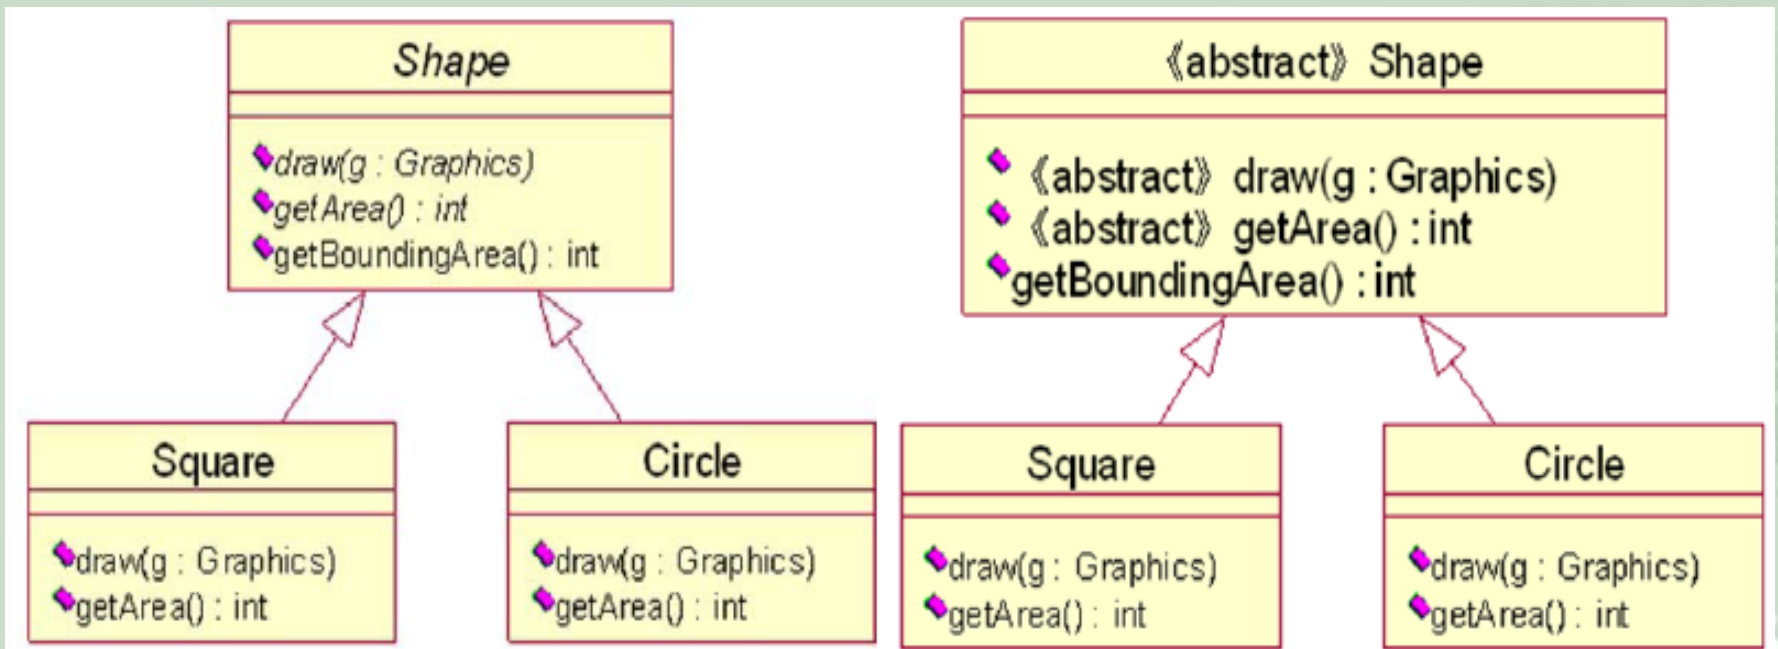 Shape
draw(g : Graphics)
getArea() : int
getBoundingArea() : int
Square
draw(g : Graphics)
getArea() : int
Circle
draw(g : Graphics)
getArea() : int
《abstract》 Shape
《abstract》 draw(g : Graphics)
《abstract》 getArea() : int
getBoundingArea() : int
Square
draw(g : Graphics)
getArea() : int
Circle
draw(g : Graphics)
getArea() : int